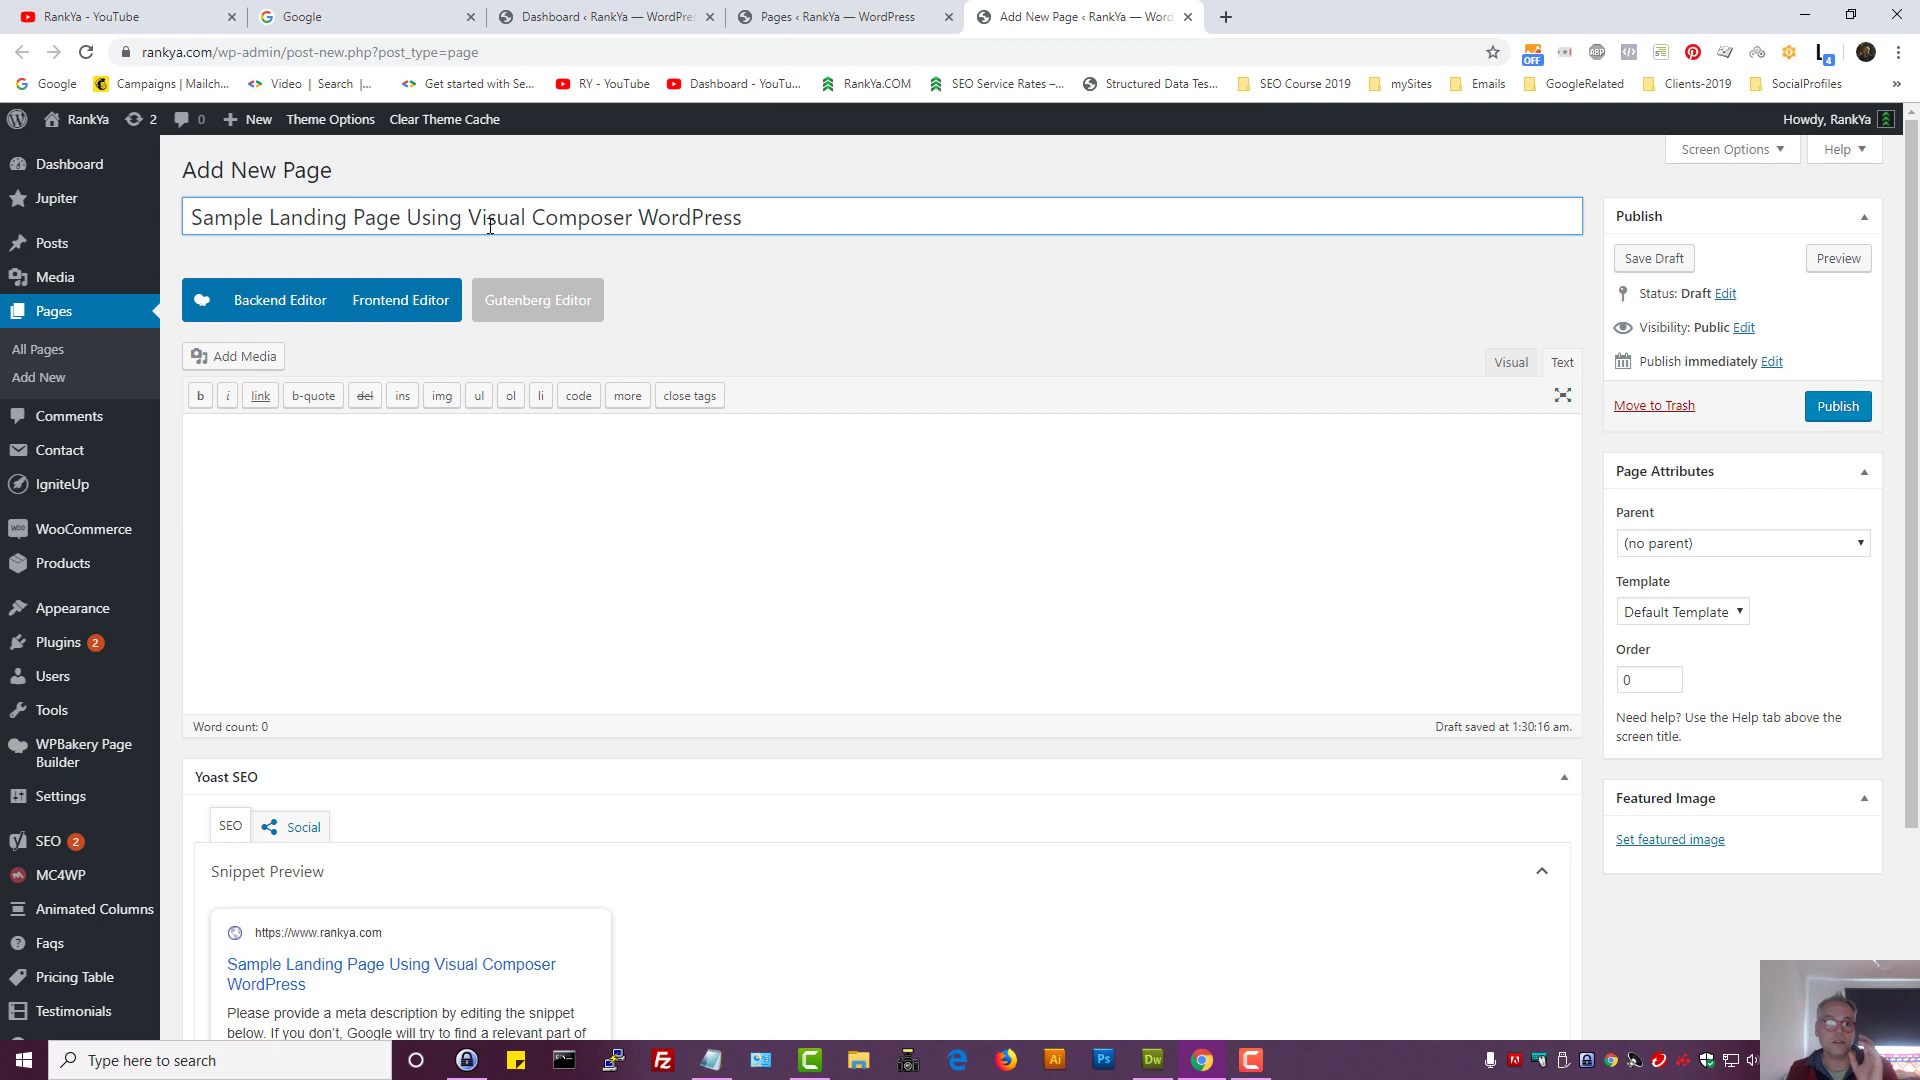 RankYa - YouTube
Google
Dashboard ‹ RankYa — WordPres
Pages ‹ RankYa — WordPress
Add New Page ‹ RankYa — Word
rankya.com/wp-admin/post-new.php?post_type=page
OFF
ABP
4
Google
Campaigns | Mailch...
Video | Search |...
Get started with Se...
RY - YouTube
Dashboard - YouTu...
RankYa.COM
SEO Service Rates –...
Structured Data Tes...
SEO Course 2019
mySites
Emails
GoogleRelated
Clients-2019
SocialProfiles
RankYa
2
0
New
Theme Options
Clear Theme Cache
Howdy, RankYa
Dashboard
Jupiter
Posts
Media
Pages
All Pages
Add New
Comments
Contact
IgniteUp
WooCommerce
Products
Appearance
Plugins 2
Users
Tools
WPBakery Page
Builder
Settings
SEO 2
MC4WP
Animated Columns
Faqs
Pricing Table
Testimonials
Add New Page
Screen Options
Help
Sample Landing Page Using Visual Composer WordPress
Backend Editor
Frontend Editor
Gutenberg Editor
Add Media
Visual
Text
b
i
link
b-quote
del
ins
img
ul
ol
li
code
more
close tags
Word count: 0
Draft saved at 1:30:16 am.
Yoast SEO
SEO
Social
Snippet Preview
https://www.rankya.com
Sample Landing Page Using Visual Composer
WordPress
Please provide a meta description by editing the snippet
below. If you don't, Google will try to find a relevant part of
Publish
Save Draft
Preview
Status: Draft Edit
Visibility: Public Edit
Publish immediately Edit
Move to Trash
Publish
Page Attributes
Parent
(no parent)
Template
Default Template
Order
0
Need help? Use the Help tab above the
screen title.
Featured Image
Set featured image
Type here to search
Fz
Ai
Ps
Dw